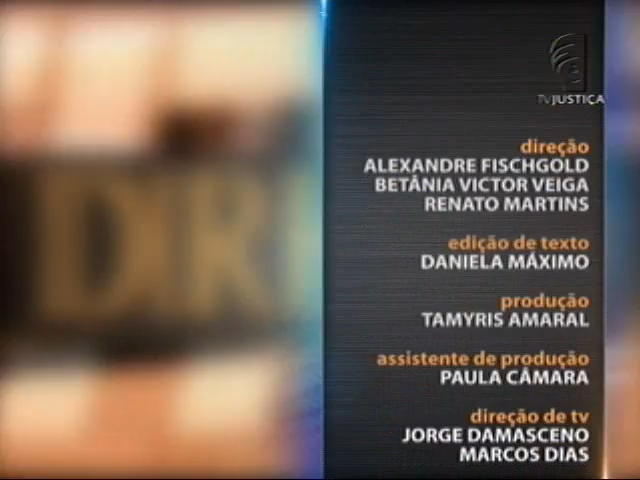 DIR
TV JUSTIÇA
direção
ALEXANDRE FISCHGOLD
BETÂNIA VICTOR VEIGA
RENATO MARTINS
edição de texto
DANIELA MÁXIMO
produção
TAMYRIS AMARAL
assistente de produção
PAULA CÂMARA
direção de tv
JORGE DAMASCENO
MARCOS DIAS